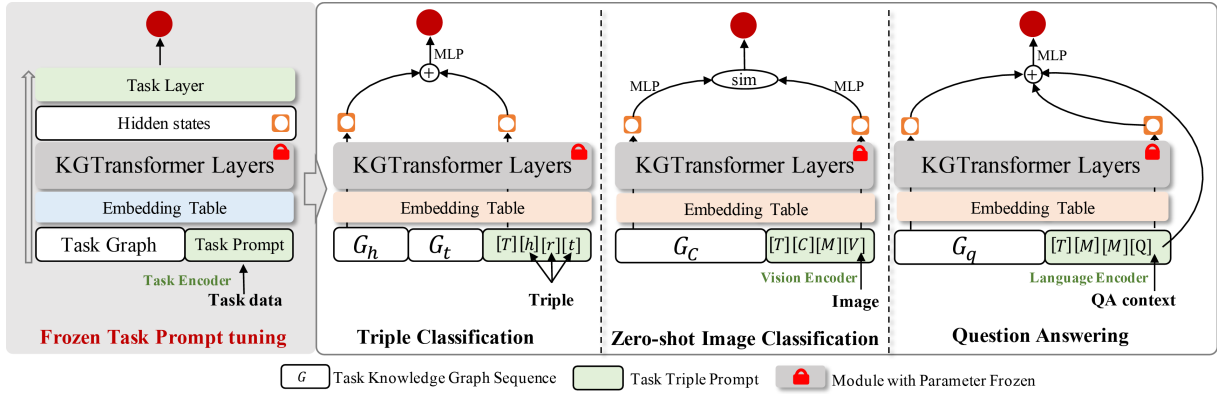 Task Layer
Hidden states
KGTransformer Layers
Embedding Table
Task Graph
Task Prompt
Task Encoder
Task data
Frozen Task Prompt tuning
MLP
+
KGTransformer Layers
Embedding Table
G_h
G_t
[T][h][r][t]
Triple
Triple Classification
sim
MLP
MLP
KGTransformer Layers
Embedding Table
G_C
[T][C][M][V]
Vision Encoder
Image
Zero-shot Image Classification
MLP
+
KGTransformer Layers
Embedding Table
G_q
[T][M][M][Q]
Language Encoder
QA context
Question Answering
G Task Knowledge Graph Sequence
Task Triple Prompt
Module with Parameter Frozen